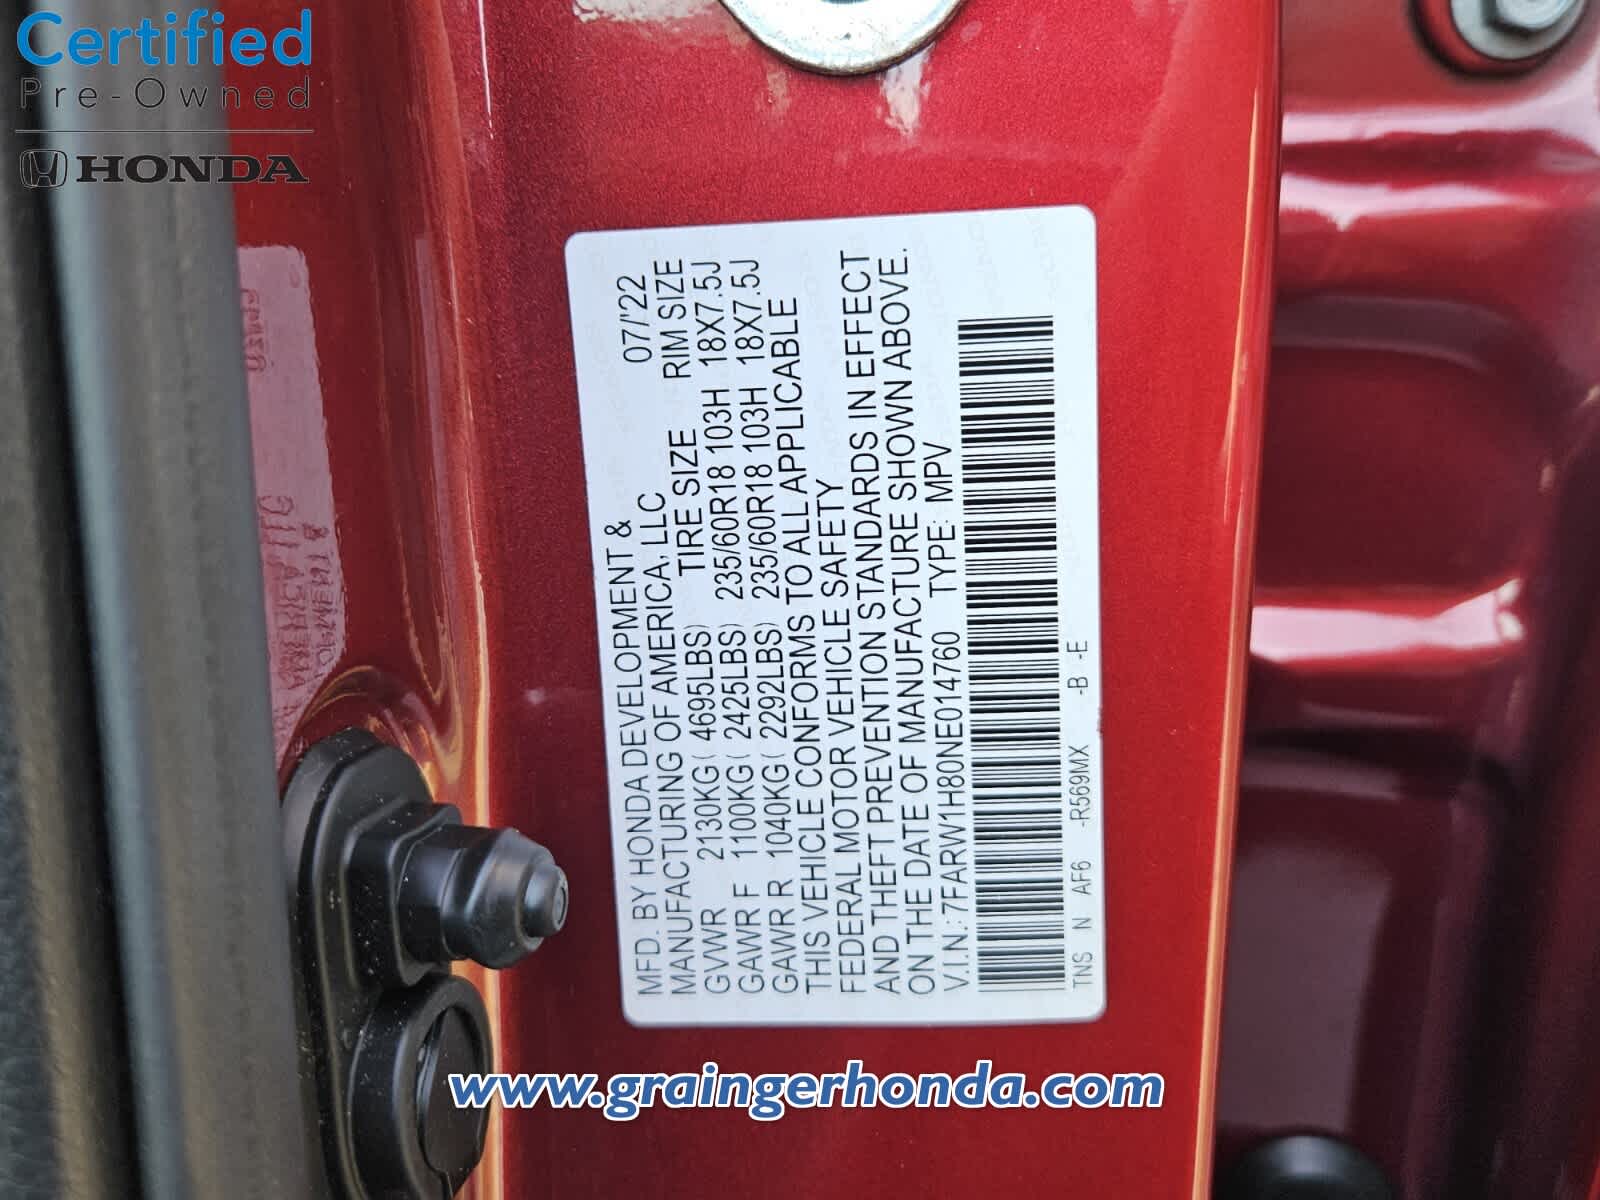 Certified
Pre-Owned
HONDA
MFD. BY HONDA DEVELOPMENT & 07/'22
MANUFACTURING OF AMERICA, LLC
TIRE SIZE RIM SIZE
GVWR 2130KG( 4695LBS) 235/60R18 103H 18X7.5J
GAWR F 1100KG( 2425LBS) 235/60R18 103H 18X7.5J
GAWR R 1040KG( 2292LBS)
THIS VEHICLE CONFORMS TO ALL APPLICABLE
FEDERAL MOTOR VEHICLE SAFETY
AND THEFT PREVENTION STANDARDS IN EFFECT
ON THE DATE OF MANUFACTURE SHOWN ABOVE.
V.I.N.: 7FARW1H80NE014760 TYPE: MPV
TNS N AF6 -R569MX -B -E
www.graingerhonda.com